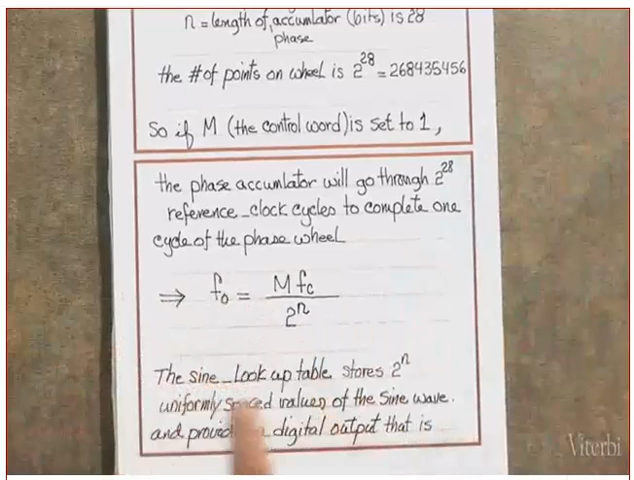 n = length of accumlator (bits) is 28
phase
the # of points on wheel is 2^28 = 268435456
So if M (the control word) is set to 1,
the phase accumlator will go through 2^28
reference-clock cycles to complete one
cycle of the phase wheel
⇒ f₀ = M fc / 2^n
The sine-Look up table stores 2^n
uniformly spaced values of the sine wave.
and digital output that is
Viterbi